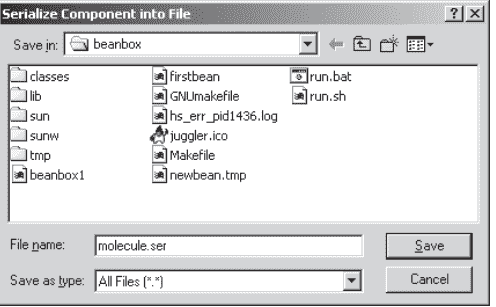 Serialize Component into File
Save in: beanbox
classes
lib
sun
sunw
tmp
beanbox1
firstbean
GNUmakefile
hs_err_pid1436.log
juggler.ico
Makefile
newbean.tmp
run.bat
run.sh
File name: molecule.ser Save
Save as type: All Files (*.*) Cancel